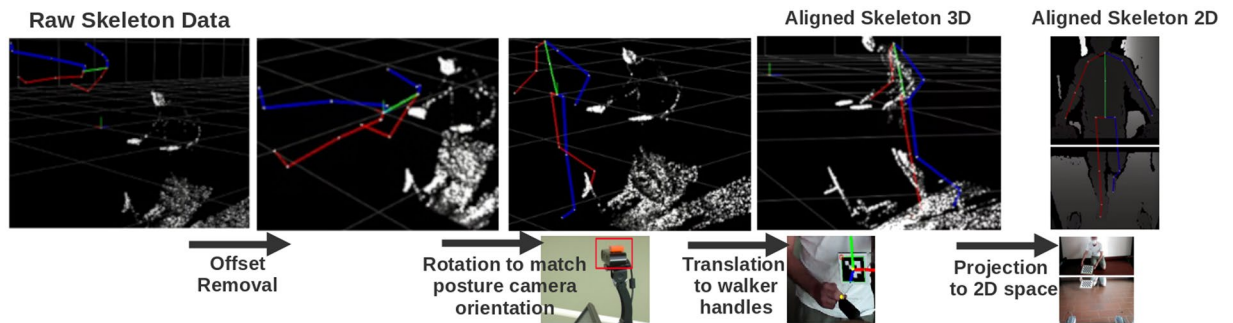 Raw Skeleton Data
Aligned Skeleton 3D
Aligned Skeleton 2D
Offset
Removal
Rotation to match
posture camera
orientation
Translation
to walker
handles
Projection
to 2D space